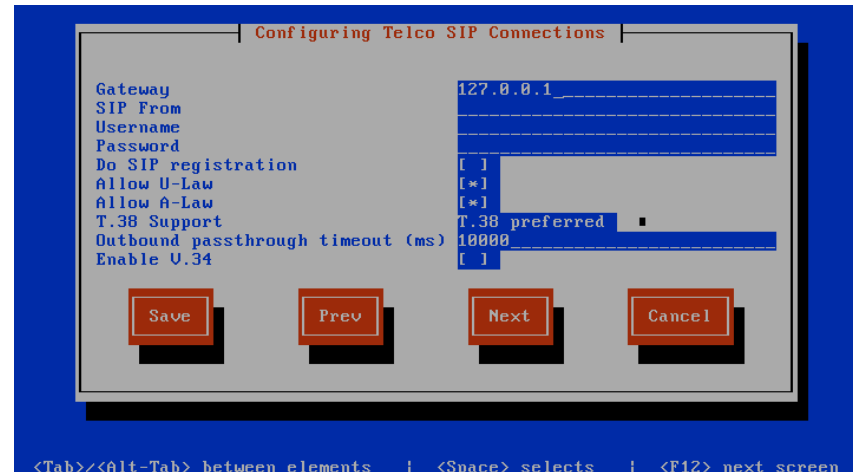 Configuring Telco SIP Connections
Gateway 127.0.0.1_
SIP From
Username
Password
Do SIP registration [ ]
Allow U-Law [*]
Allow A-Law [*]
T.38 Support T.38 preferred
Outbound passthrough timeout (ms) 10000
Enable V.34 [ ]
Save Prev Next Cancel
<Tab>/<Alt-Tab> between elements | <Space> selects | <F12> next screen